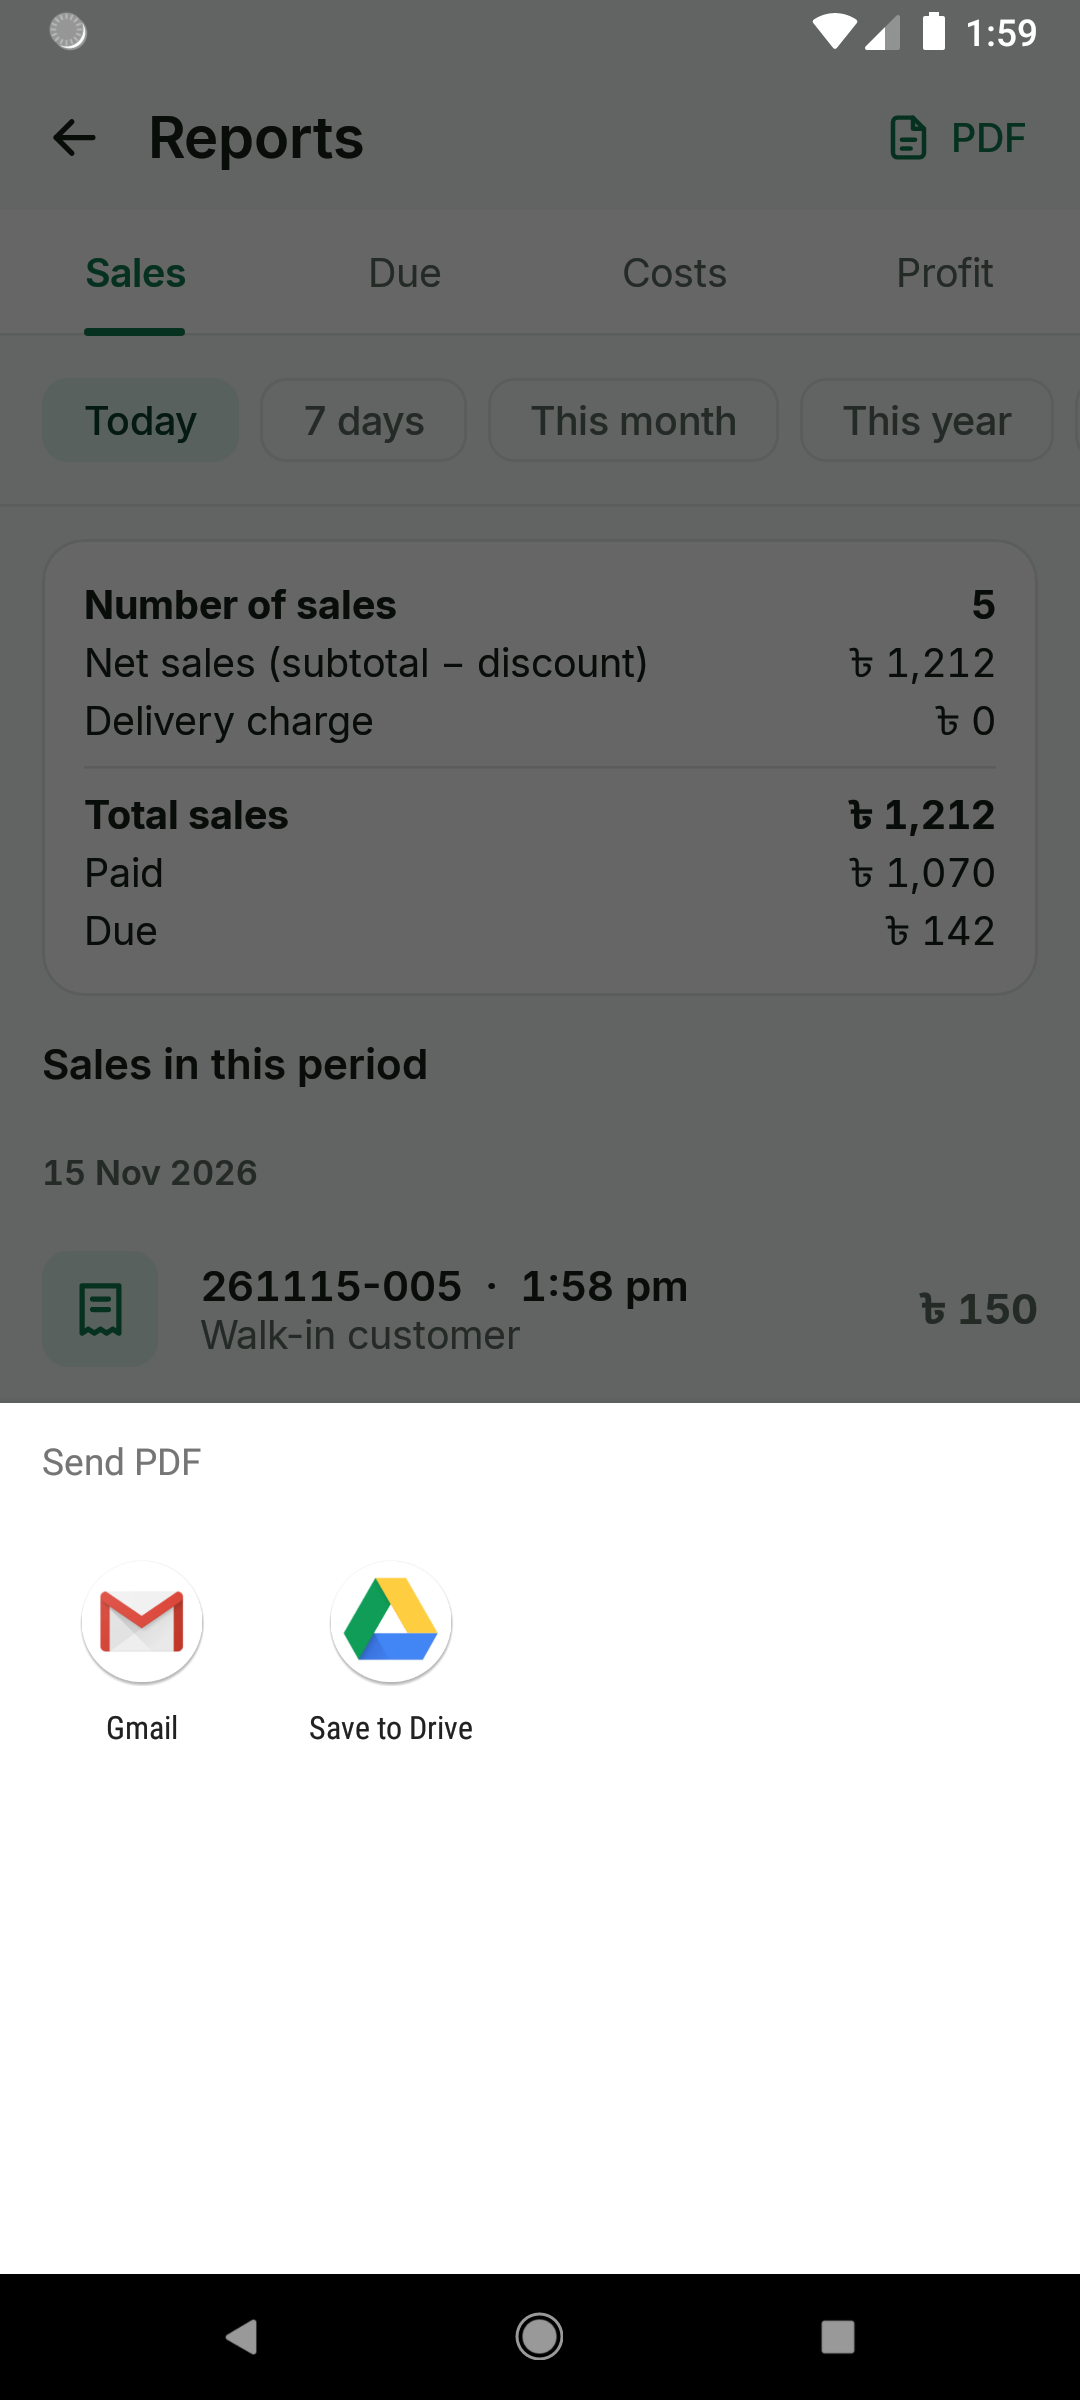 1:59
Reports
PDF
Sales Due Costs Profit
Today 7 days This month This year
Number of sales 5
Net sales (subtotal – discount) ৳ 1,212
Delivery charge ৳ 0
Total sales ৳ 1,212
Paid ৳ 1,070
Due ৳ 142
Sales in this period
15 Nov 2026
261115-005 · 1:58 pm
Walk-in customer
৳ 150
Send PDF
Gmail Save to Drive